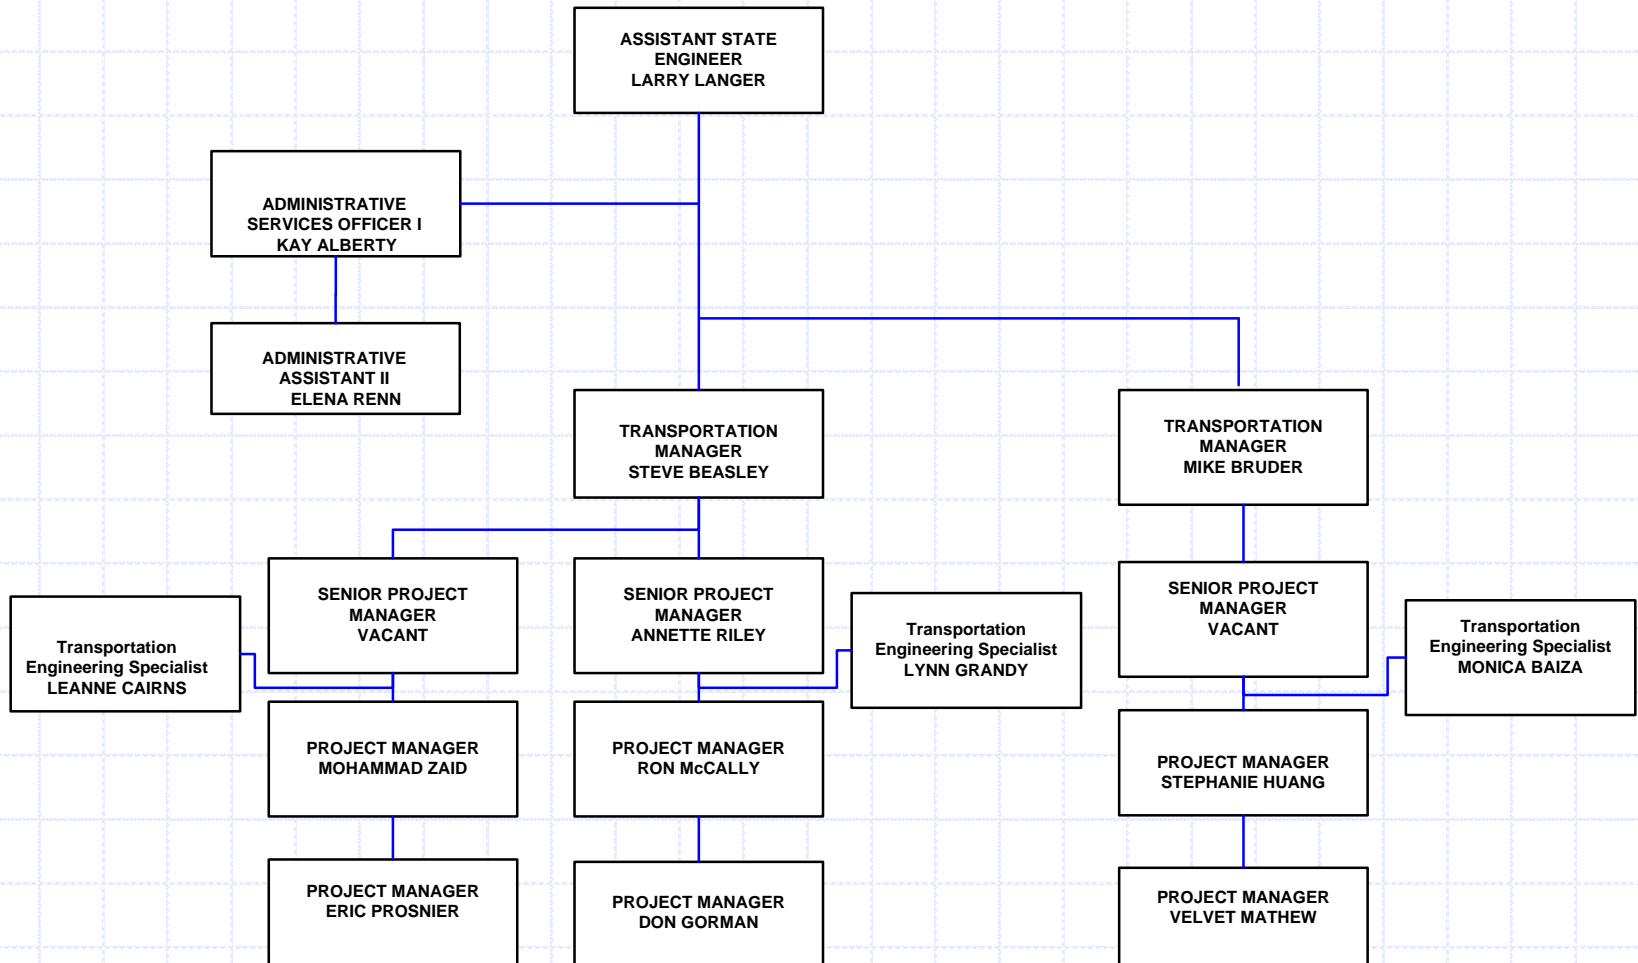 ASSISTANT STATE
ENGINEER
LARRY LANGER
ADMINISTRATIVE
SERVICES OFFICER I
KAY ALBERTY
ADMINISTRATIVE
ASSISTANT II
ELENA RENN
TRANSPORTATION
MANAGER
STEVE BEASLEY
TRANSPORTATION
MANAGER
MIKE BRUDER
SENIOR PROJECT
MANAGER
VACANT
SENIOR PROJECT
MANAGER
ANNETTE RILEY
SENIOR PROJECT
MANAGER
VACANT
Transportation
Engineering Specialist
LEANNE CAIRNS
Transportation
Engineering Specialist
LYNN GRANDY
Transportation
Engineering Specialist
MONICA BAIZA
PROJECT MANAGER
MOHAMMAD ZAID
PROJECT MANAGER
RON McCALLY
PROJECT MANAGER
STEPHANIE HUANG
PROJECT MANAGER
ERIC PROSNIER
PROJECT MANAGER
DON GORMAN
PROJECT MANAGER
VELVET MATHEW